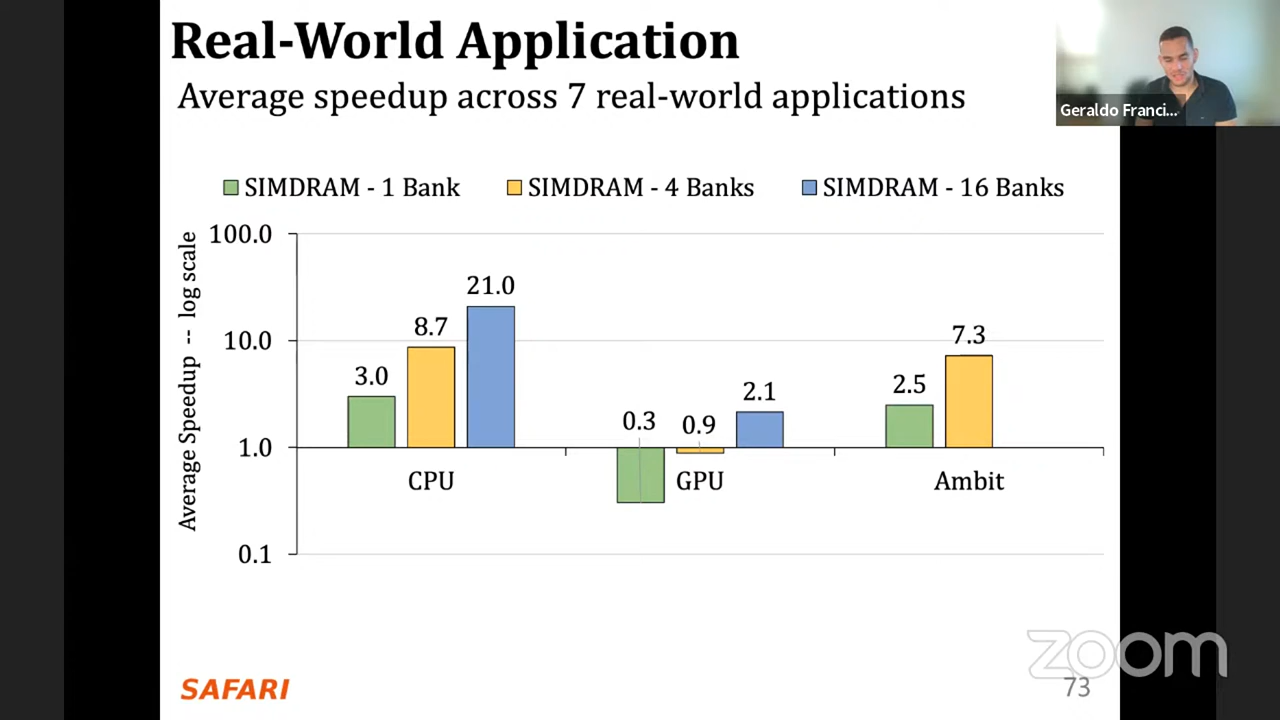 Real-World Application
Average speedup across 7 real-world applications
Geraldo Franci...
SIMDRAM - 1 Bank
SIMDRAM - 4 Banks
SIMDRAM - 16 Banks
Average Speedup -- log scale
100.0
10.0
1.0
0.1
3.0
8.7
21.0
0.3
0.9
2.1
2.5
7.3
CPU
GPU
Ambit
SAFARI
zoom
73